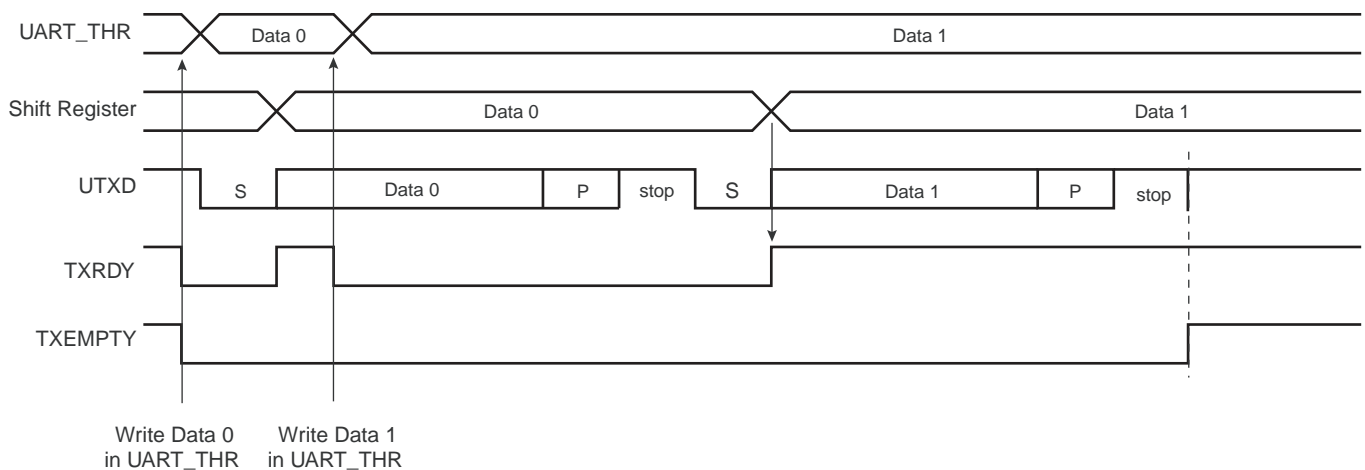 UART_THR Data 0 Data 1
Shift Register Data 0 Data 1
UTXD S Data 0 P stop S Data 1 P stop
TXRDY
TXEMPTY
Write Data 0 Write Data 1
in UART_THR in UART_THR